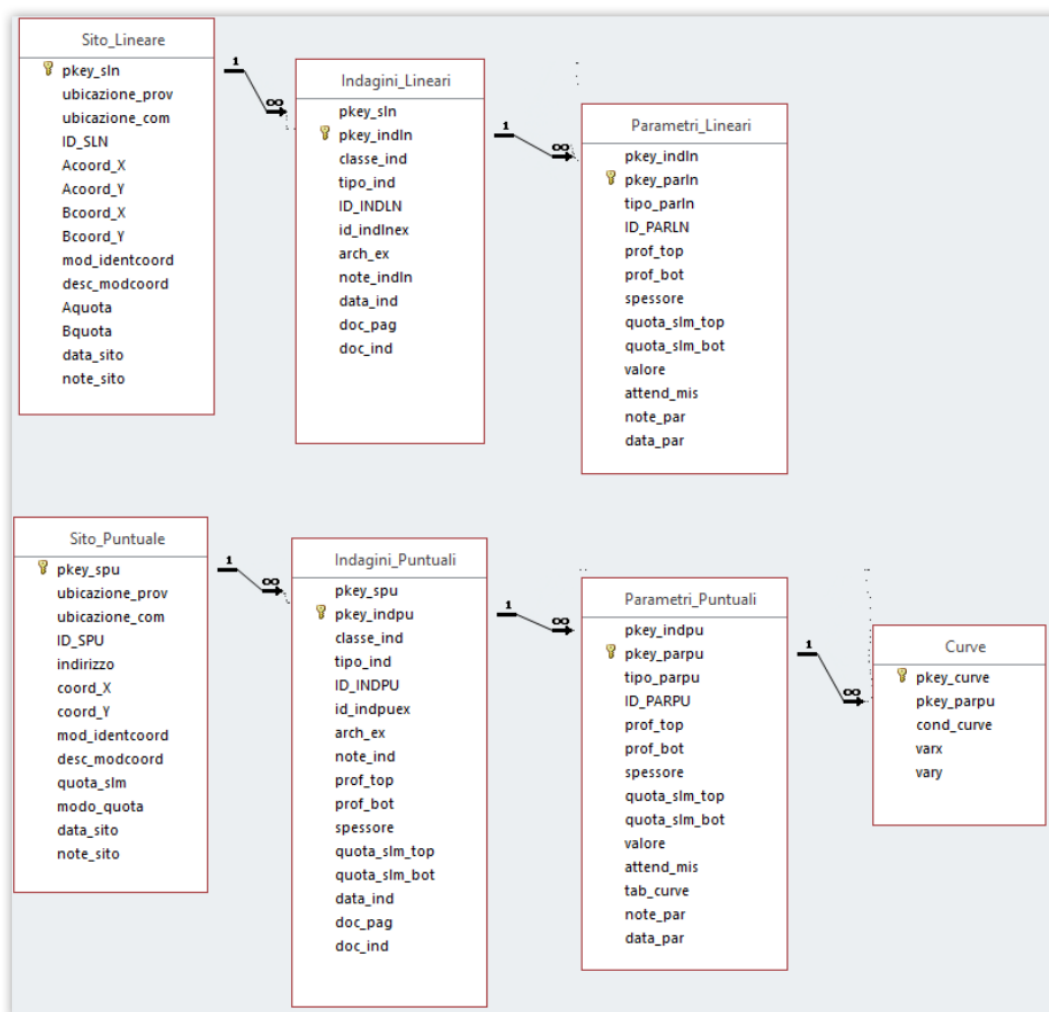 Sito_Lineare
pkey_sln
ubicazione_prov
ubicazione_com
ID_SLN
Acoord_X
Acoord_Y
Bcoord_X
Bcoord_Y
mod_identcoord
desc_modcoord
Aquota
Bquota
data_sito
note_sito
1
∞
Indagini_Lineari
pkey_sln
pkey_indln
classe_ind
tipo_ind
ID_INDLN
id_indlnex
arch_ex
note_indln
data_ind
doc_pag
doc_ind
1
∞
Parametri_Lineari
pkey_indln
pkey_parln
tipo_parln
ID_PARLN
prof_top
prof_bot
spessore
quota_slm_top
quota_slm_bot
valore
attend_mis
note_par
data_par
Sito_Puntuale
pkey_spu
ubicazione_prov
ubicazione_com
ID_SPU
indirizzo
coord_X
coord_Y
mod_identcoord
desc_modcoord
quota_slm
modo_quota
data_sito
note_sito
1
∞
Indagini_Puntuali
pkey_spu
pkey_indpu
classe_ind
tipo_ind
ID_INDPU
id_indpuex
arch_ex
note_ind
prof_top
prof_bot
spessore
quota_slm_top
quota_slm_bot
data_ind
doc_pag
doc_ind
1
∞
Parametri_Puntuali
pkey_indpu
pkey_parpu
tipo_parpu
ID_PARPU
prof_top
prof_bot
spessore
quota_slm_top
quota_slm_bot
valore
attend_mis
tab_curve
note_par
data_par
1
∞
Curve
pkey_curve
pkey_parpu
cond_curve
varx
vary